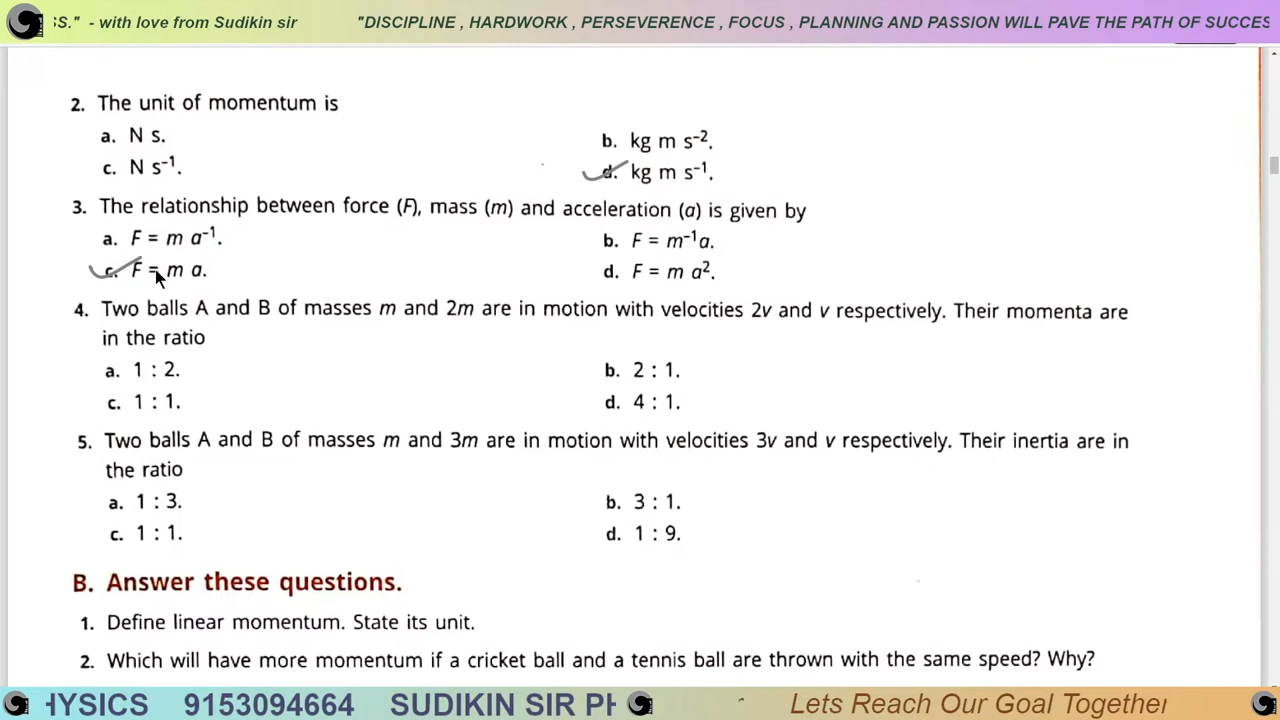 SS." - with love from Sudikin sir "DISCIPLINE , HARDWORK , PERSEVERENCE , FOCUS , PLANNING AND PASSION WILL PAVE THE PATH OF SUCCES
2. The unit of momentum is
a. N s.
b. kg m s⁻².
c. N s⁻¹.
d. kg m s⁻¹.
3. The relationship between force (F), mass (m) and acceleration (a) is given by
a. F = m a⁻¹.
b. F = m⁻¹a.
c. F = m a.
d. F = m a².
4. Two balls A and B of masses m and 2m are in motion with velocities 2v and v respectively. Their momenta are
in the ratio
a. 1 : 2.
b. 2 : 1.
c. 1 : 1.
d. 4 : 1.
5. Two balls A and B of masses m and 3m are in motion with velocities 3v and v respectively. Their inertia are in
the ratio
a. 1 : 3.
b. 3 : 1.
c. 1 : 1.
d. 1 : 9.
B. Answer these questions.
1. Define linear momentum. State its unit.
2. Which will have more momentum if a cricket ball and a tennis ball are thrown with the same speed? Why?
HYSICS 9153094664 SUDIKIN SIR PH Lets Reach Our Goal Together